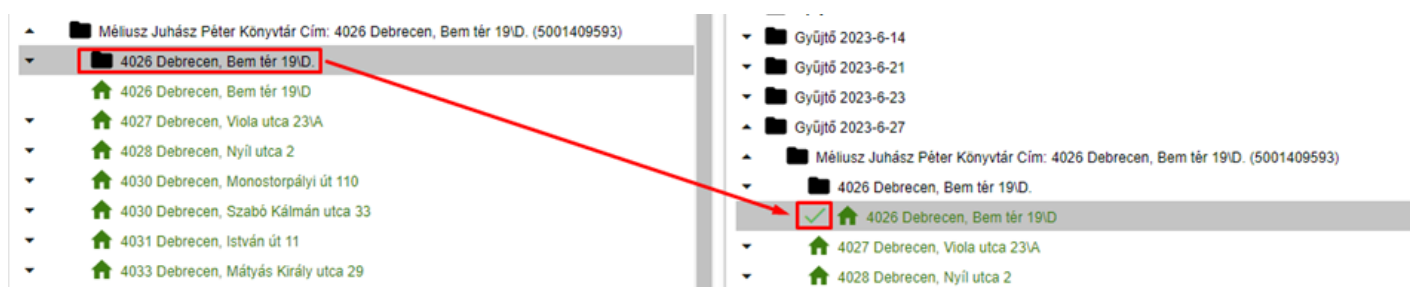 Méliusz Juhász Péter Könyvtár Cím: 4026 Debrecen, Bem tér 19\D. (5001409593)
4026 Debrecen, Bem tér 19\D.
4026 Debrecen, Bem tér 19\D
4027 Debrecen, Viola utca 23\A
4028 Debrecen, Nyíl utca 2
4030 Debrecen, Monostorpályi út 110
4030 Debrecen, Szabó Kálmán utca 33
4031 Debrecen, István út 11
4033 Debrecen, Mátyás Király utca 29
Gyűjtő 2023-6-14
Gyűjtő 2023-6-21
Gyűjtő 2023-6-23
Gyűjtő 2023-6-27
Méliusz Juhász Péter Könyvtár Cím: 4026 Debrecen, Bem tér 19\D. (5001409593)
4026 Debrecen, Bem tér 19\D.
4026 Debrecen, Bem tér 19\D
4027 Debrecen, Viola utca 23\A
4028 Debrecen, Nyíl utca 2